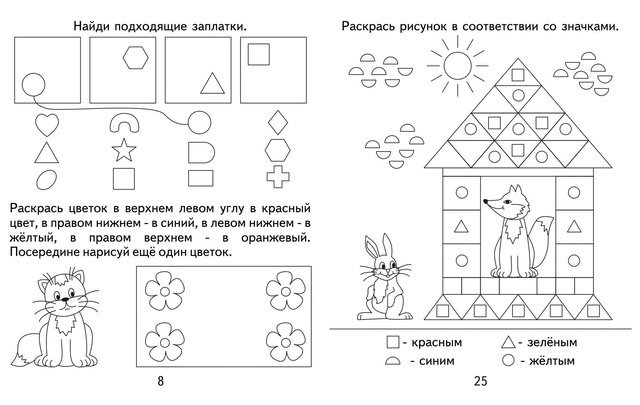 Найди подходящие заплатки.
Раскрась цветок в верхнем левом углу в красный
цвет, в правом нижнем - в синий, в левом нижнем - в
жёлтый, в правом верхнем - в оранжевый.
Посередине нарисуй ещё один цветок.
8
Раскрась рисунок в соответствии со значками.
- красным
- зелёным
- синим
- жёлтым
25